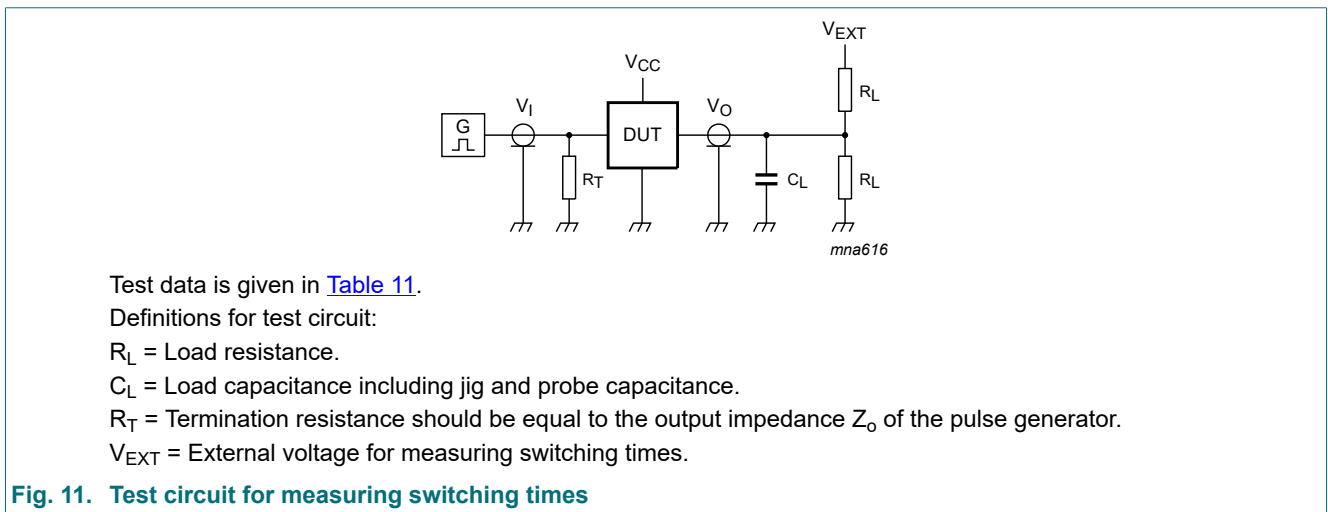 VEXT
VCC
RL
VI
VO
G
DUT
RT
CL
RL
mna616
Test data is given in Table 11.
Definitions for test circuit:
RL = Load resistance.
CL = Load capacitance including jig and probe capacitance.
RT = Termination resistance should be equal to the output impedance Zo of the pulse generator.
VEXT = External voltage for measuring switching times.
Fig. 11. Test circuit for measuring switching times